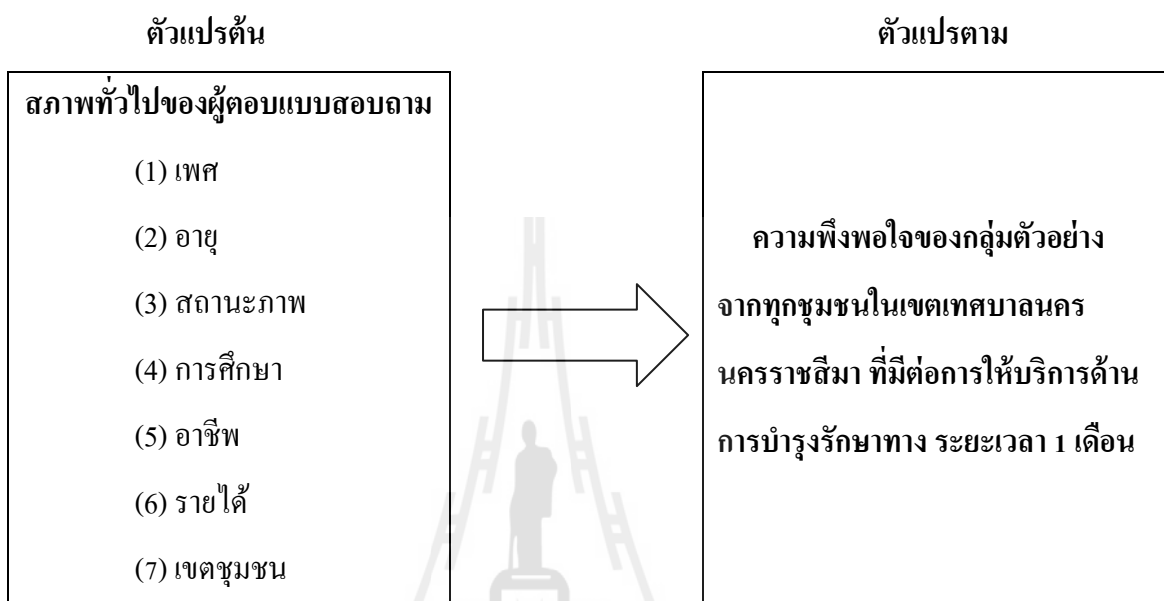 ตัวแปรต้น
ตัวแปรตาม
สภาพทั่วไปของผู้ตอบแบบสอบถาม
(1) เพศ
(2) อายุ
(3) สถานะภาพ
(4) การศึกษา
(5) อาชีพ
(6) รายได้
(7) เขตชุมชน
ความพึงพอใจของกลุ่มตัวอย่าง
จากทุกชุมชนในเขตเทศบาลนคร
นครราชสีมา ที่มีต่อการให้บริการด้าน
การบำรุงรักษาทาง ระยะเวลา 1 เดือน